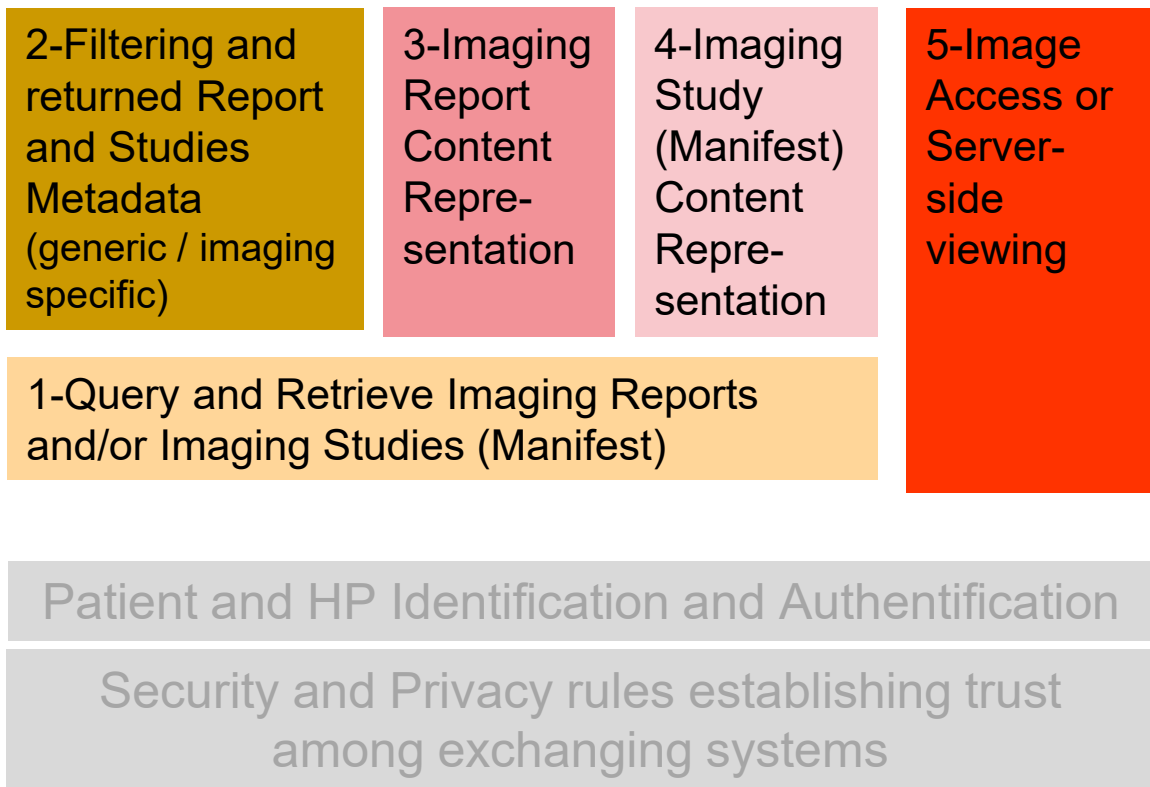 2-Filtering and
returned Report
and Studies
Metadata
(generic / imaging
specific)
3-Imaging
Report
Content
Repre-
sentation
4-Imaging
Study
(Manifest)
Content
Repre-
sentation
5-Image
Access or
Server-
side
viewing
1-Query and Retrieve Imaging Reports
and/or Imaging Studies (Manifest)
Patient and HP Identification and Authentification
Security and Privacy rules establishing trust
among exchanging systems